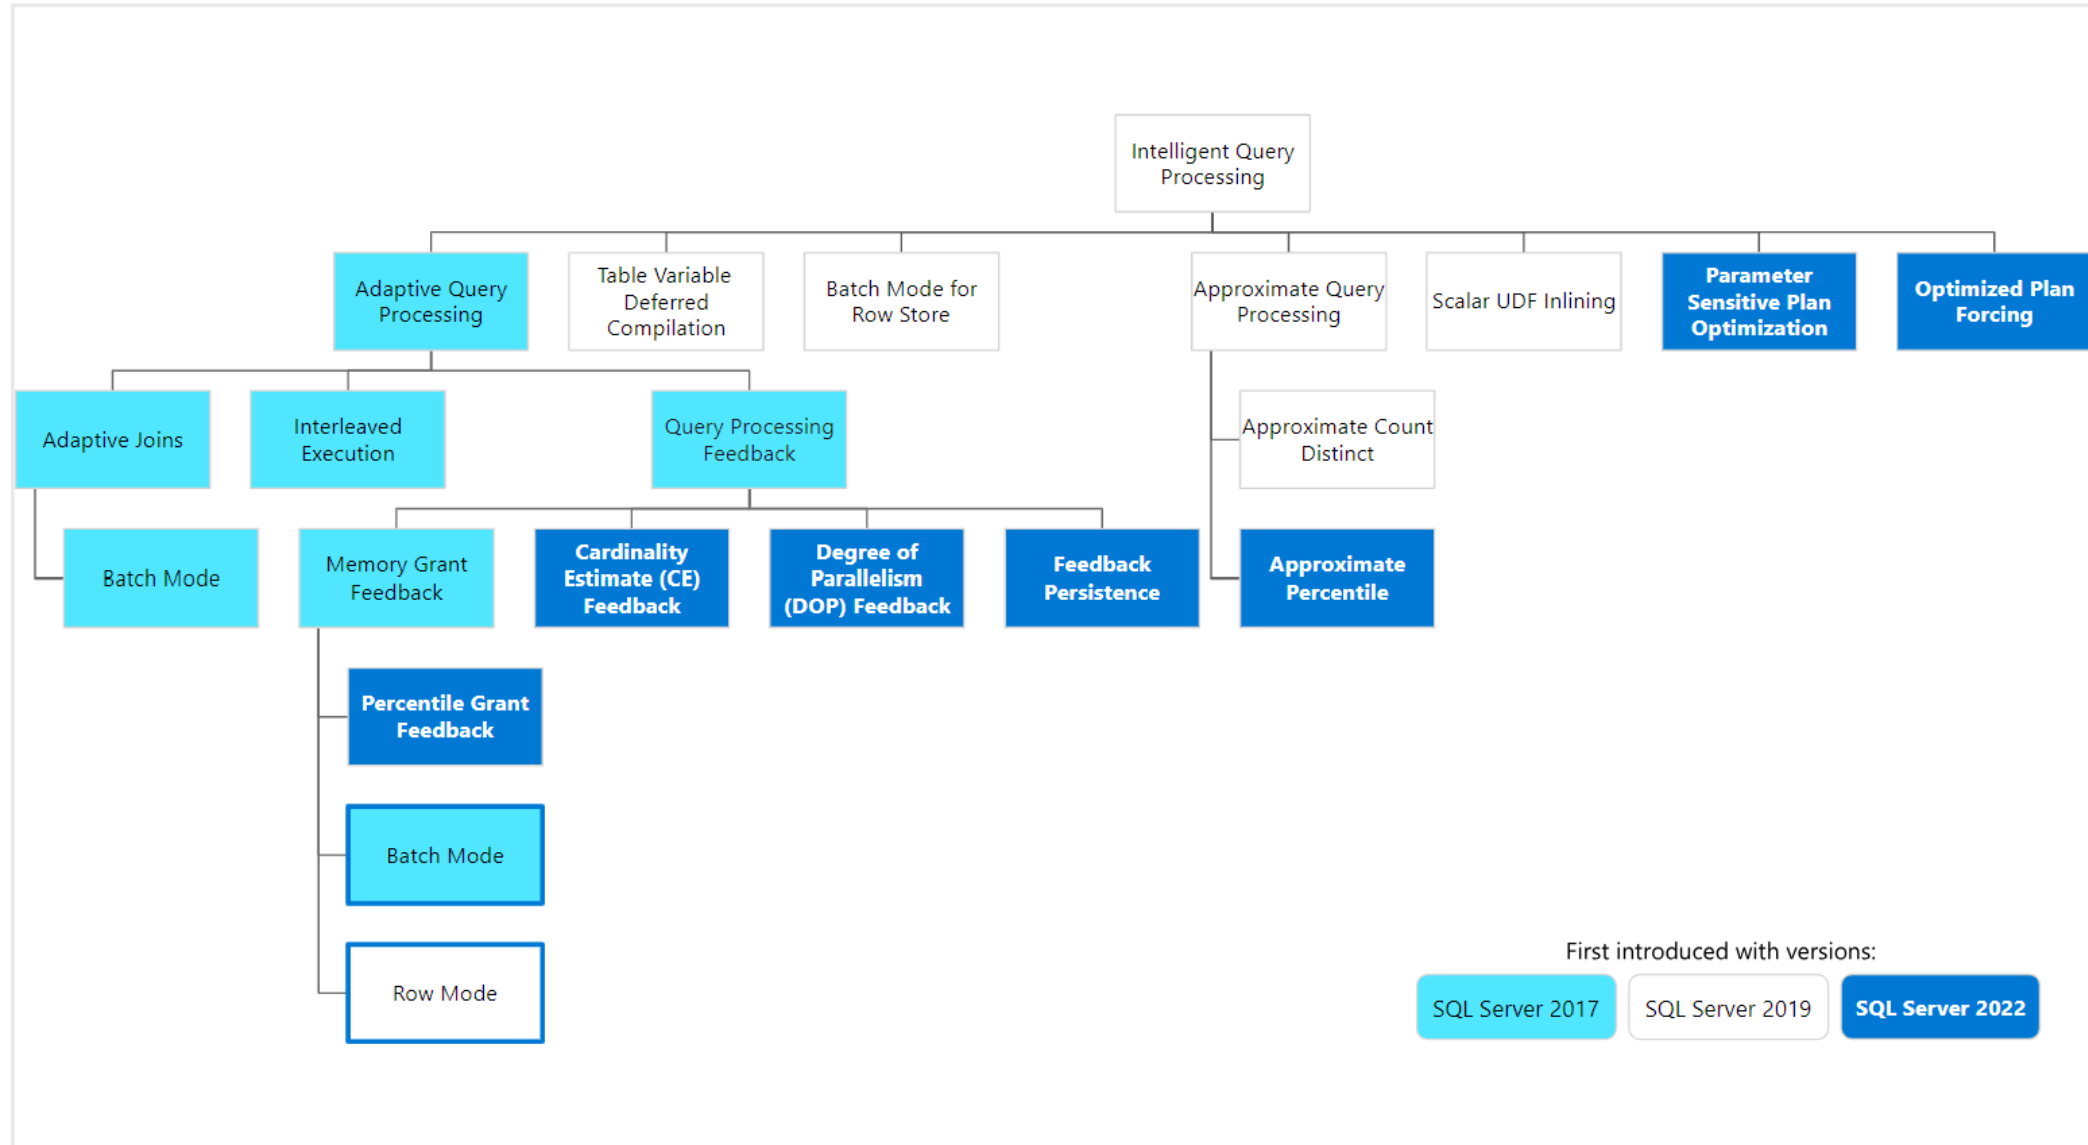 Intelligent Query
Processing
Adaptive Query
Processing
Table Variable
Deferred
Compilation
Batch Mode for
Row Store
Approximate Query
Processing
Scalar UDF Inlining
Parameter
Sensitive Plan
Optimization
Optimized Plan
Forcing
Adaptive Joins
Interleaved
Execution
Query Processing
Feedback
Approximate Count
Distinct
Batch Mode
Memory Grant
Feedback
Cardinality
Estimate (CE)
Feedback
Degree of
Parallelism
(DOP) Feedback
Feedback
Persistence
Approximate
Percentile
Percentile Grant
Feedback
Batch Mode
Row Mode
First introduced with versions:
SQL Server 2017
SQL Server 2019
SQL Server 2022